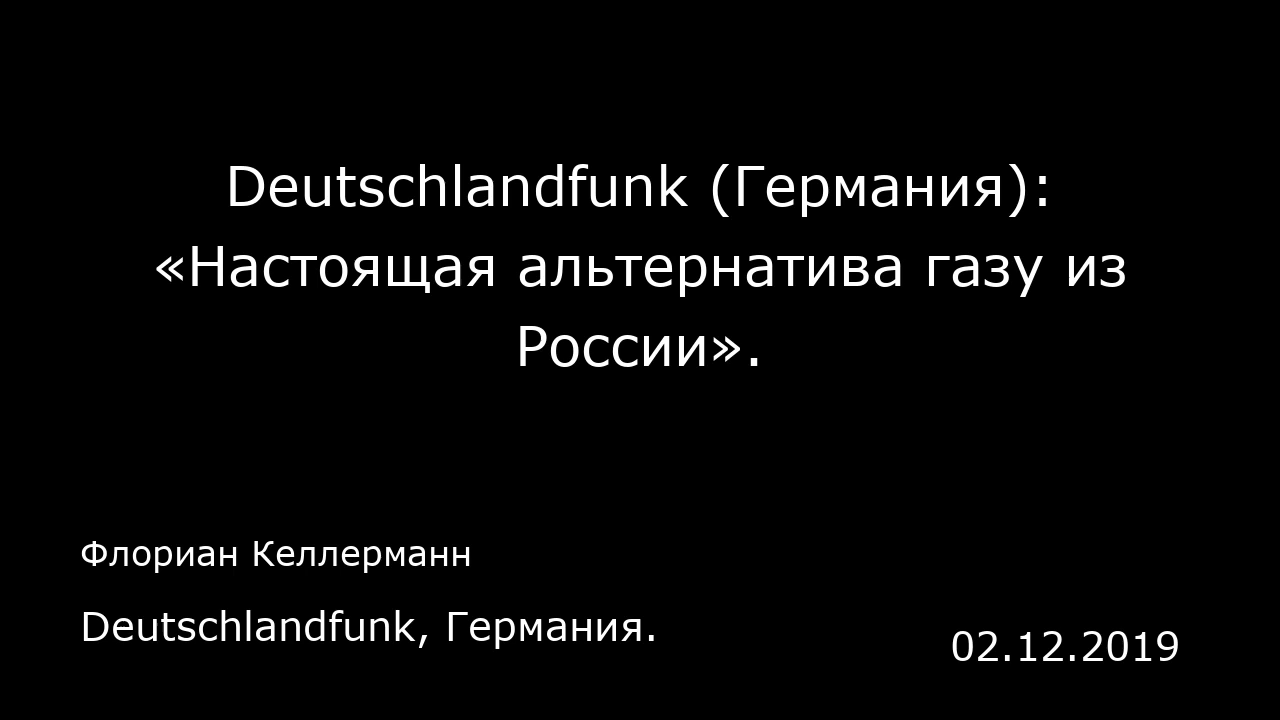 Deutschlandfunk (Германия):
«Настоящая альтернатива газу из
России».
Флориан Келлерманн
Deutschlandfunk, Германия.
02.12.2019